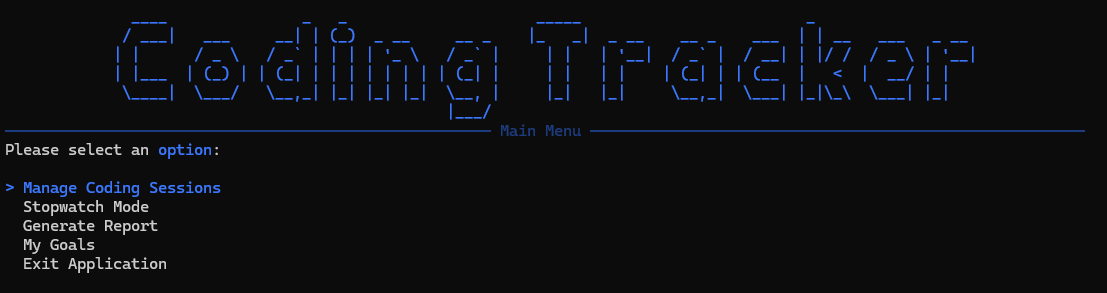 Coding Tracker
Main Menu
Please select an option:
> Manage Coding Sessions
Stopwatch Mode
Generate Report
My Goals
Exit Application